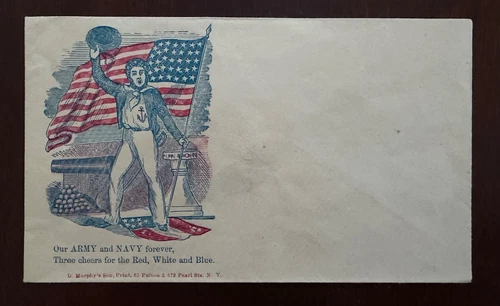 Our ARMY and NAVY forever,
Three cheers for the Red, White and Blue.
D. Murphy's Son, Print. 65 Fulton & 372 Pearl Sts. N. Y.